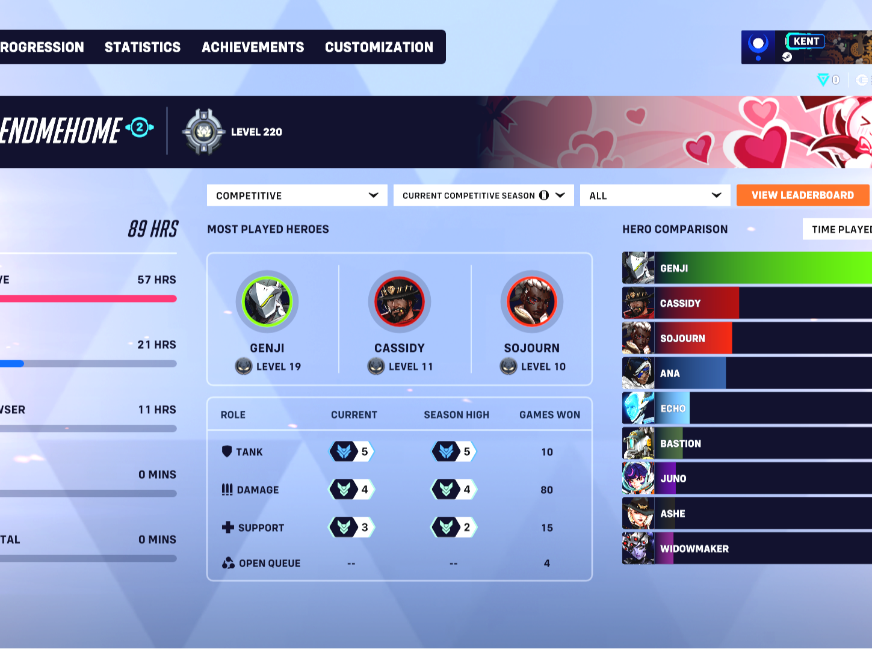 ROGRESSION STATISTICS ACHIEVEMENTS CUSTOMIZATION
KENT
0
ENDMEHOME 2 LEVEL 220
COMPETITIVE CURRENT COMPETITIVE SEASON ALL VIEW LEADERBOARD
89 HRS
VE 57 HRS
21 HRS
WSER 11 HRS
0 MINS
TAL 0 MINS
MOST PLAYED HEROES
GENJI CASSIDY SOJOURN
LEVEL 19 LEVEL 11 LEVEL 10
ROLE CURRENT SEASON HIGH GAMES WON
TANK 5 5 10
DAMAGE 4 4 80
SUPPORT 3 2 15
OPEN QUEUE -- -- 4
HERO COMPARISON TIME PLAYED
GENJI
CASSIDY
SOJOURN
ANA
ECHO
BASTION
JUNO
ASHE
WIDOWMAKER